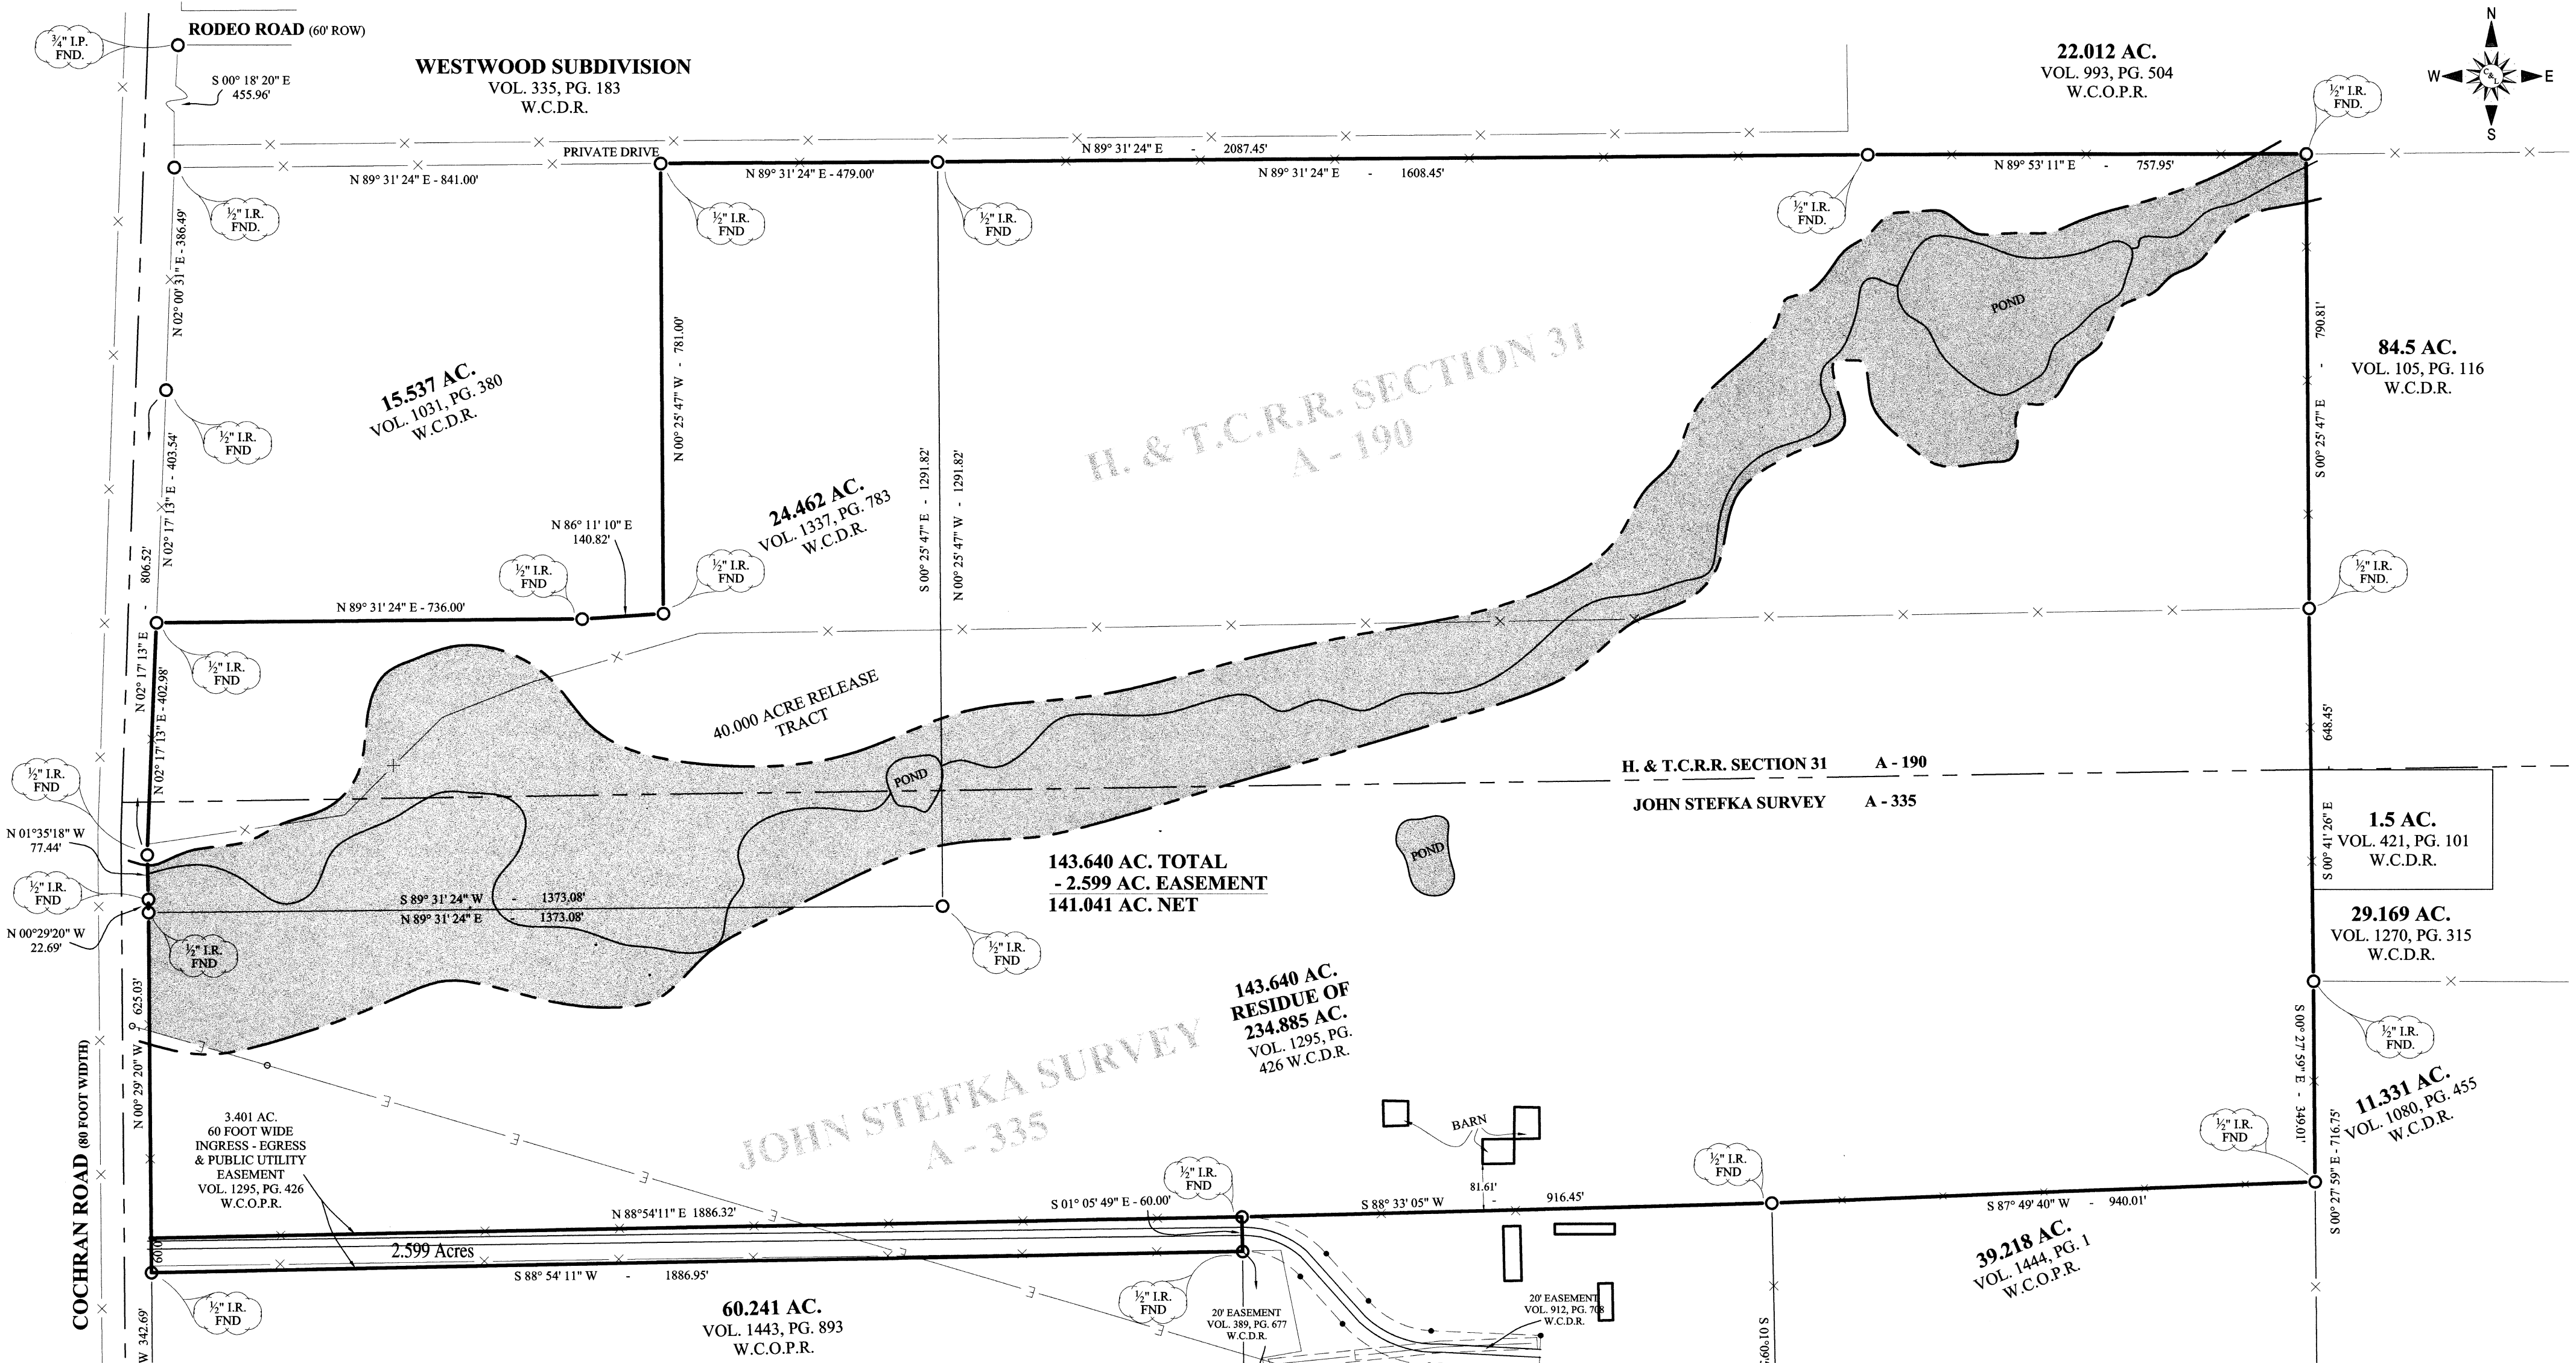 RODEO ROAD (60' ROW)
¾" I.P.
FND.
S 00° 18' 20" E
455.96'
WESTWOOD SUBDIVISION
VOL. 335, PG. 183
W.C.D.R.
22.012 AC.
VOL. 993, PG. 504
W.C.O.P.R.
½" I.R.
FND.
N
W
E
S
C & L
PRIVATE DRIVE
N 89° 31' 24" E - 2087.45'
N 89° 31' 24" E - 841.00'
N 89° 31' 24" E - 479.00'
N 89° 31' 24" E - 1608.45'
N 89° 53' 11" E - 757.95'
½" I.R.
FND.
½" I.R.
FND
½" I.R.
FND
½" I.R.
FND.
N 02° 00' 31" E - 386.49'
POND
N 00° 25' 47" W - 781.00'
S 00° 25' 47" E - 790.81'
H. & T.C.R.R. SECTION 31
A - 190
84.5 AC.
VOL. 105, PG. 116
W.C.D.R.
15.537 AC.
VOL. 1031, PG. 380
W.C.D.R.
½" I.R.
FND
N 02° 17' 13" E - 403.54'
N 02° 17' 13" E - 806.52'
24.462 AC.
VOL. 1337, PG. 783
W.C.D.R.
S 00° 25' 47" E - 1291.82'
N 00° 25' 47" W - 1291.82'
N 86° 11' 10" E
140.82'
½" I.R.
FND
½" I.R.
FND
½" I.R.
FND.
N 89° 31' 24" E - 736.00'
½" I.R.
FND
N 02° 17' 13" E - 402.98'
40.000 ACRE RELEASE
TRACT
648.45'
S 00° 41' 26" E
H. & T.C.R.R. SECTION 31 A - 190
JOHN STEFKA SURVEY A - 335
½" I.R.
FND
POND
N 01°35'18" W
77.44'
1.5 AC.
VOL. 421, PG. 101
W.C.D.R.
POND
143.640 AC. TOTAL
- 2.599 AC. EASEMENT
141.041 AC. NET
½" I.R.
FND
S 89° 31' 24" W - 1373.08'
N 89° 31' 24" E - 1373.08'
N 00°29'20" W
22.69'
½" I.R.
FND
½" I.R.
FND
29.169 AC.
VOL. 1270, PG. 315
W.C.D.R.
143.640 AC.
RESIDUE OF
234.885 AC.
VOL. 1295, PG.
426 W.C.D.R.
N 00° 29' 20" W - 625.03'
½" I.R.
FND.
S 00° 27' 59" E - 349.01'
E
E
E
E
JOHN STEFKA SURVEY
A - 335
COCHRAN ROAD (80 FOOT WIDTH)
11.331 AC.
VOL. 1080, PG. 455
W.C.D.R.
3.401 AC.
60 FOOT WIDE
INGRESS - EGRESS
& PUBLIC UTILITY
EASEMENT
VOL. 1295, PG. 426
W.C.O.P.R.
BARN
½" I.R.
FND
S 00° 27' 59" E - 716.75'
½" I.R.
FND
½" I.R.
FND
81.61'
S 01° 05' 49" E - 60.00'
S 88° 33' 05" W - 916.45'
S 87° 49' 40" W - 940.01'
N 88°54'11" E 1886.32'
E
2.599 Acres
E
S 88° 54' 11" W - 1886.95'
39.218 AC.
VOL. 1444, PG. 1
W.C.O.P.R.
½" I.R.
FND
½" I.R.
FND
E
60.241 AC.
VOL. 1443, PG. 893
W.C.O.P.R.
20' EASEMENT
VOL. 389, PG. 677
W.C.D.R.
20' EASEMENT
VOL. 912, PG. 708
W.C.D.R.
E
E
W 342.69'
S 01°09'